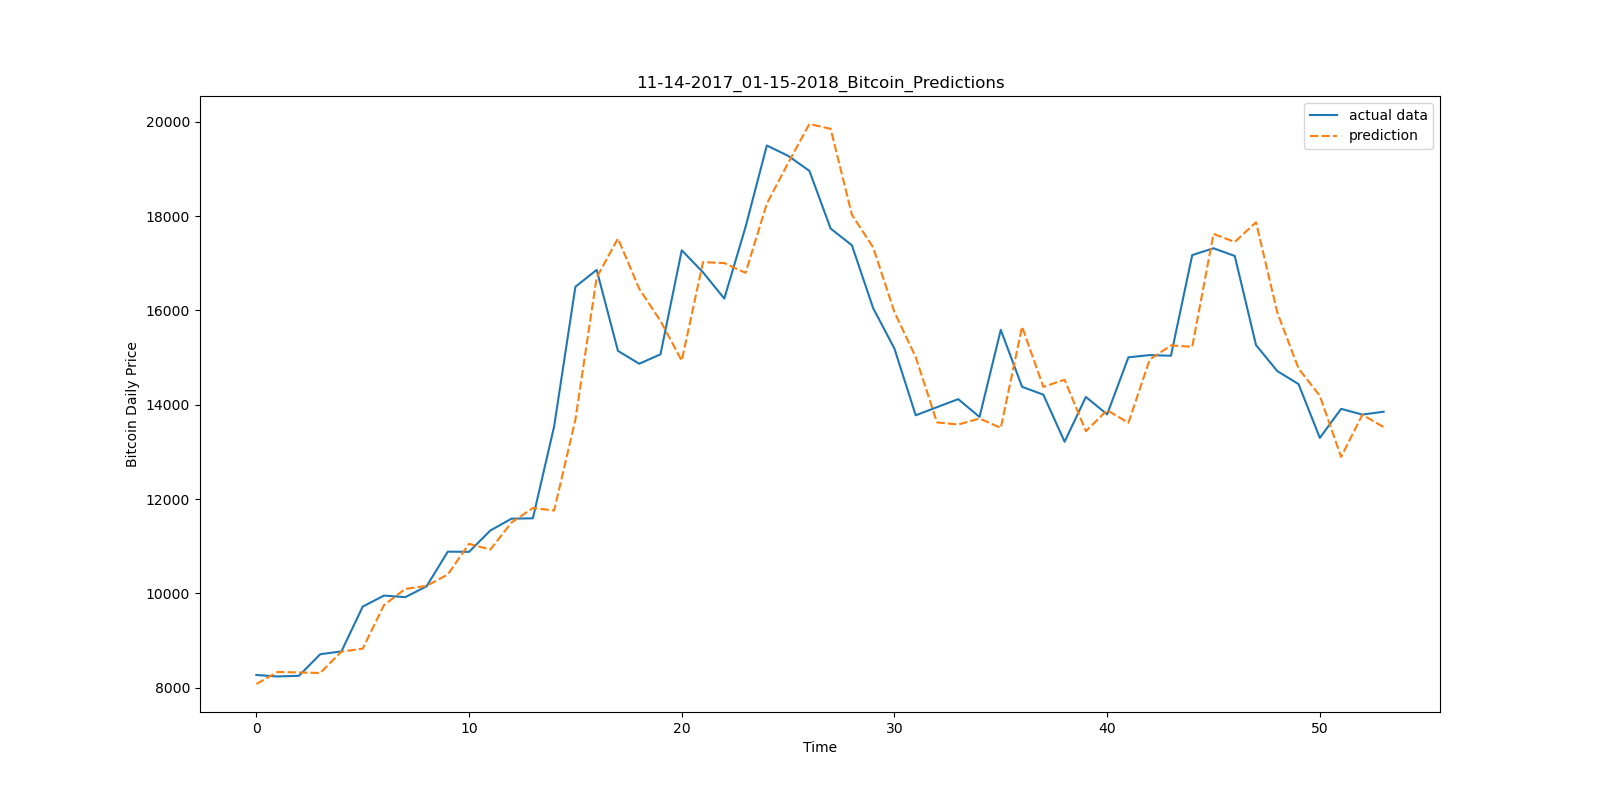 11-14-2017_01-15-2018_Bitcoin_Predictions
actual data
prediction
20000
18000
16000
14000
12000
10000
8000
Bitcoin Daily Price
0 10 20 30 40 50
Time